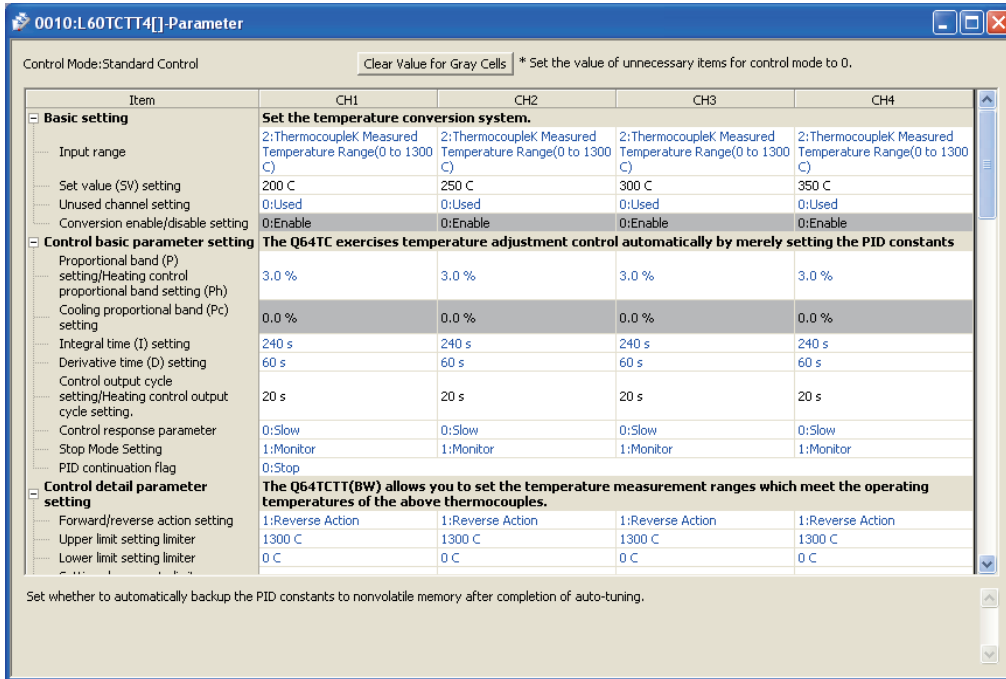 0010:L60TCTT4[]-Parameter
Control Mode:Standard Control
Clear Value for Gray Cells
* Set the value of unnecessary items for control mode to 0.
Item CH1 CH2 CH3 CH4
Basic setting Set the temperature conversion system.
Input range 2:ThermocoupleK Measured Temperature Range(0 to 1300 C) 2:ThermocoupleK Measured Temperature Range(0 to 1300 C) 2:ThermocoupleK Measured Temperature Range(0 to 1300 C) 2:ThermocoupleK Measured Temperature Range(0 to 1300 C)
Set value (SV) setting 200 C 250 C 300 C 350 C
Unused channel setting 0:Used 0:Used 0:Used 0:Used
Conversion enable/disable setting 0:Enable 0:Enable 0:Enable 0:Enable
Control basic parameter setting The Q64TC exercises temperature adjustment control automatically by merely setting the PID constants
Proportional band (P) setting/Heating control proportional band setting (Ph) 3.0 % 3.0 % 3.0 % 3.0 %
Cooling proportional band (Pc) setting 0.0 % 0.0 % 0.0 % 0.0 %
Integral time (I) setting 240 s 240 s 240 s 240 s
Derivative time (D) setting 60 s 60 s 60 s 60 s
Control output cycle setting/Heating control output cycle setting. 20 s 20 s 20 s 20 s
Control response parameter 0:Slow 0:Slow 0:Slow 0:Slow
Stop Mode Setting 1:Monitor 1:Monitor 1:Monitor 1:Monitor
PID continuation flag 0:Stop
Control detail parameter setting The Q64TCTT(BW) allows you to set the temperature measurement ranges which meet the operating temperatures of the above thermocouples.
Forward/reverse action setting 1:Reverse Action 1:Reverse Action 1:Reverse Action 1:Reverse Action
Upper limit setting limiter 1300 C 1300 C 1300 C 1300 C
Lower limit setting limiter 0 C 0 C 0 C 0 C
Set whether to automatically backup the PID constants to nonvolatile memory after completion of auto-tuning.